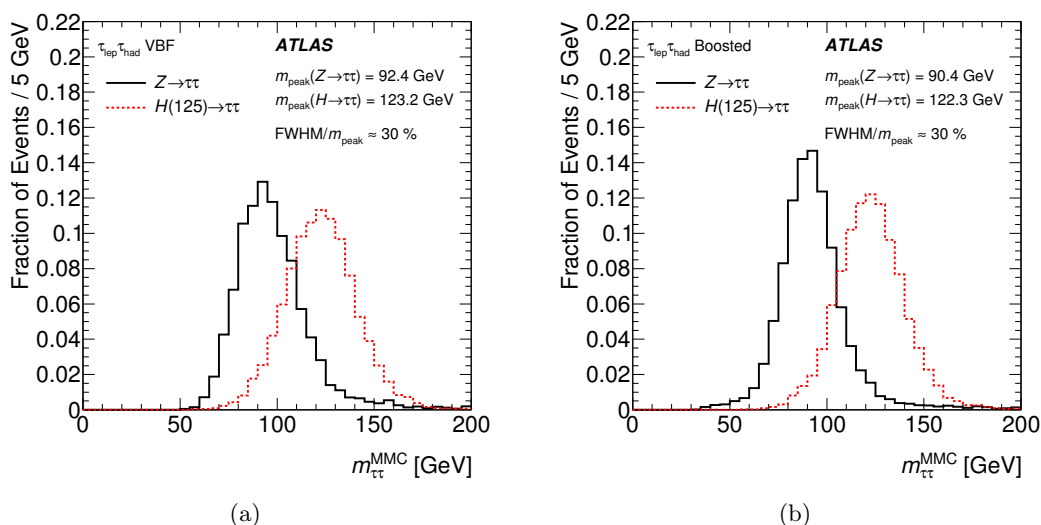 Fraction of Events / 5 GeV
0.22
0.2
0.18
0.16
0.14
0.12
0.1
0.08
0.06
0.04
0.02
0
τlepτhad VBF
ATLAS
Z→ττ
H(125)→ττ
mpeak(Z→ττ) = 92.4 GeV
mpeak(H→ττ) = 123.2 GeV
FWHM/mpeak ≈ 30 %
0 50 100 150 200
mττMMC [GeV]
(a)
Fraction of Events / 5 GeV
0.22
0.2
0.18
0.16
0.14
0.12
0.1
0.08
0.06
0.04
0.02
0
τlepτhad Boosted
ATLAS
Z→ττ
H(125)→ττ
mpeak(Z→ττ) = 90.4 GeV
mpeak(H→ττ) = 122.3 GeV
FWHM/mpeak ≈ 30 %
0 50 100 150 200
mττMMC [GeV]
(b)